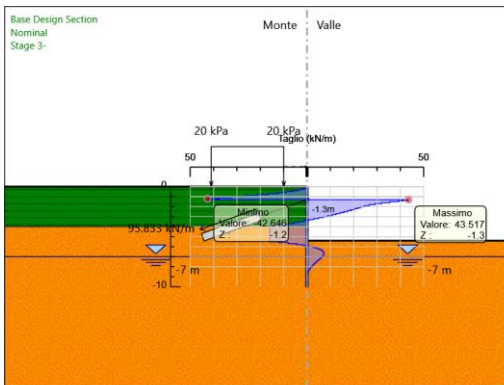 Base Design Section
Nominal
Stage 3-
Monte Valle
20 kPa 20 kPa
Taglio (kN/m)
50 50
0
-1.3m
Minimo
Valore: -42.646
Z : -1.2
Massimo
Valore: 43.517
Z : -1.3
95.833 kN/m
-7 m -7 m
-10